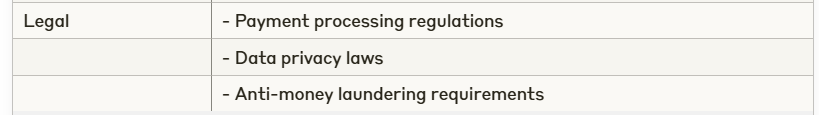 Legal - Payment processing regulations
- Data privacy laws
- Anti-money laundering requirements